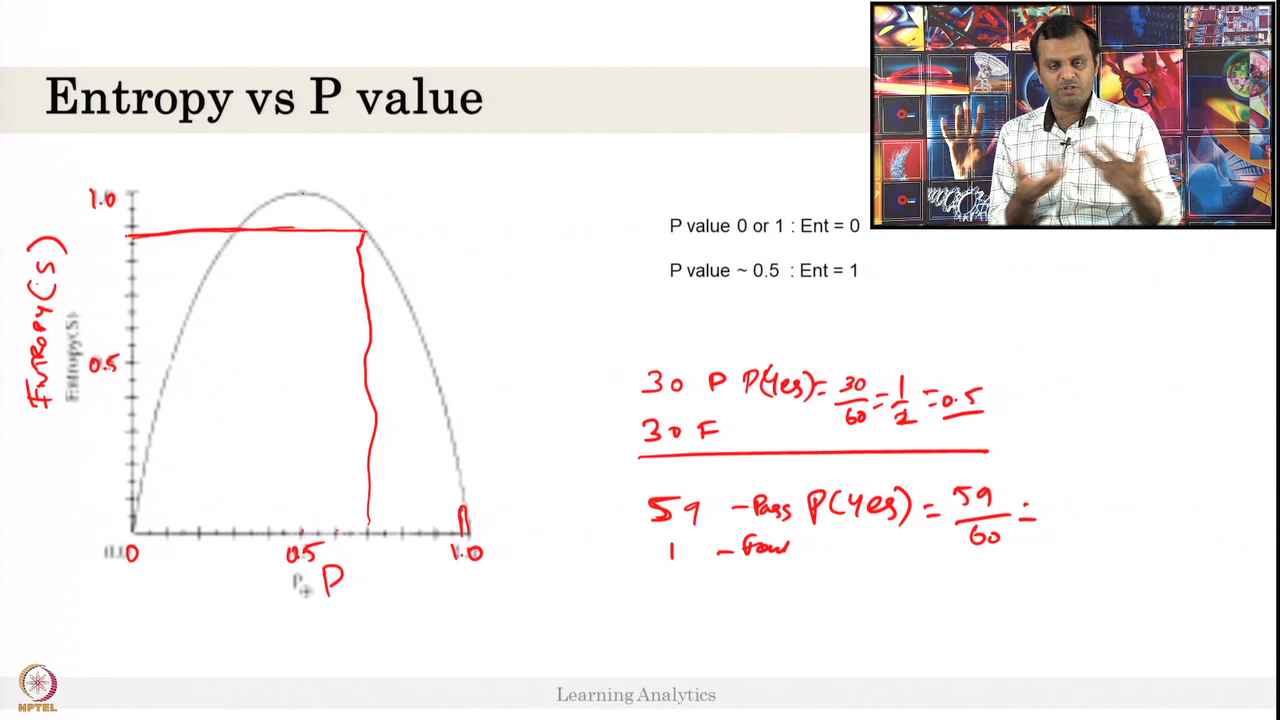 Entropy vs P value
1.0
ENTROPY(S)
Entropy(S)
0.5
0
0.5
1.0
P
P value 0 or 1 : Ent = 0
P value ~ 0.5 : Ent = 1
30 P P(Yes)= 30/60 = 1/2 = 0.5
30 F
59 - Pass P(Yes) = 59/60 =
1 -
Learning Analytics
NPTEL